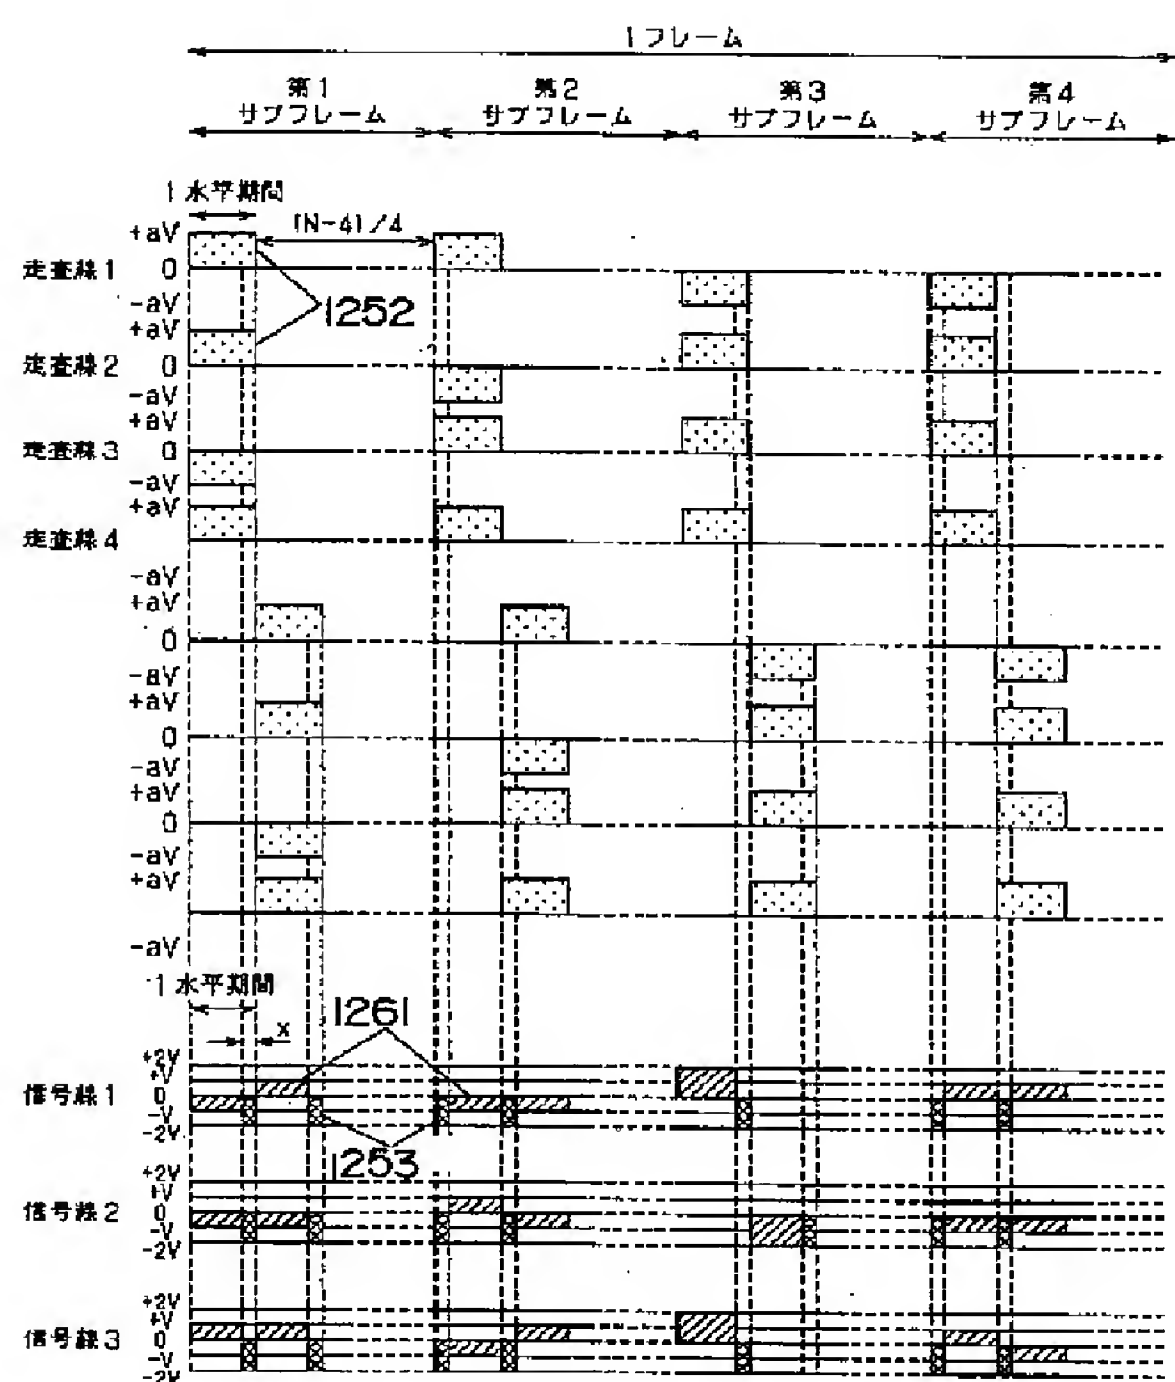 1フレーム
第1 第2 第3 第4
サブフレーム サブフレーム サブフレーム サブフレーム
1水平期間
(N-4)/4
+aV
走査線1 0
-aV
1252
+aV
走査線2 0
-aV
+aV
走査線3 0
-aV
+aV
走査線4
-aV
+aV
0
-aV
+aV
0
-aV
+aV
0
-aV
+aV
-aV
1水平期間
x
1261
+2V
+V
信号線1 0
-V
-2V
1253
+2V
+V
信号線2 0
-V
-2V
+2V
+V
信号線3 0
-V
-2V